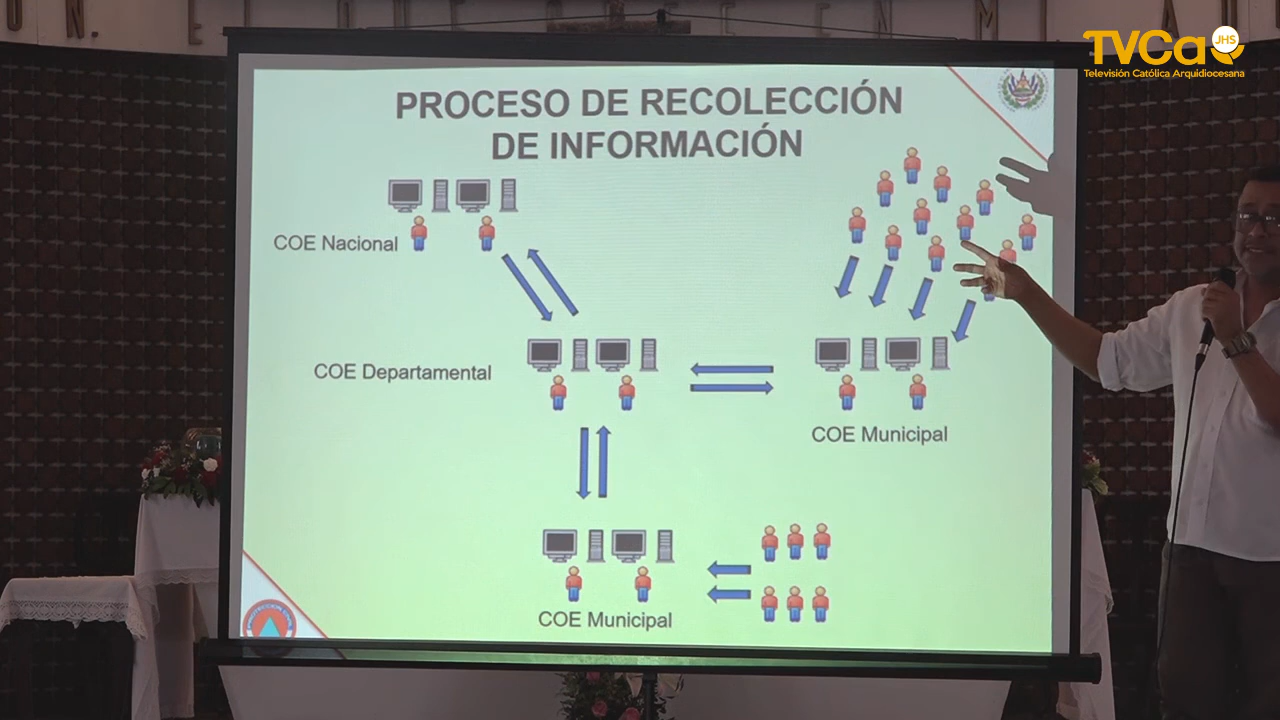 TVCa
JHS
Televisión Católica Arquidiocesana
PROCESO DE RECOLECCIÓN
DE INFORMACIÓN
COE Nacional
COE Departamental
COE Municipal
COE Municipal